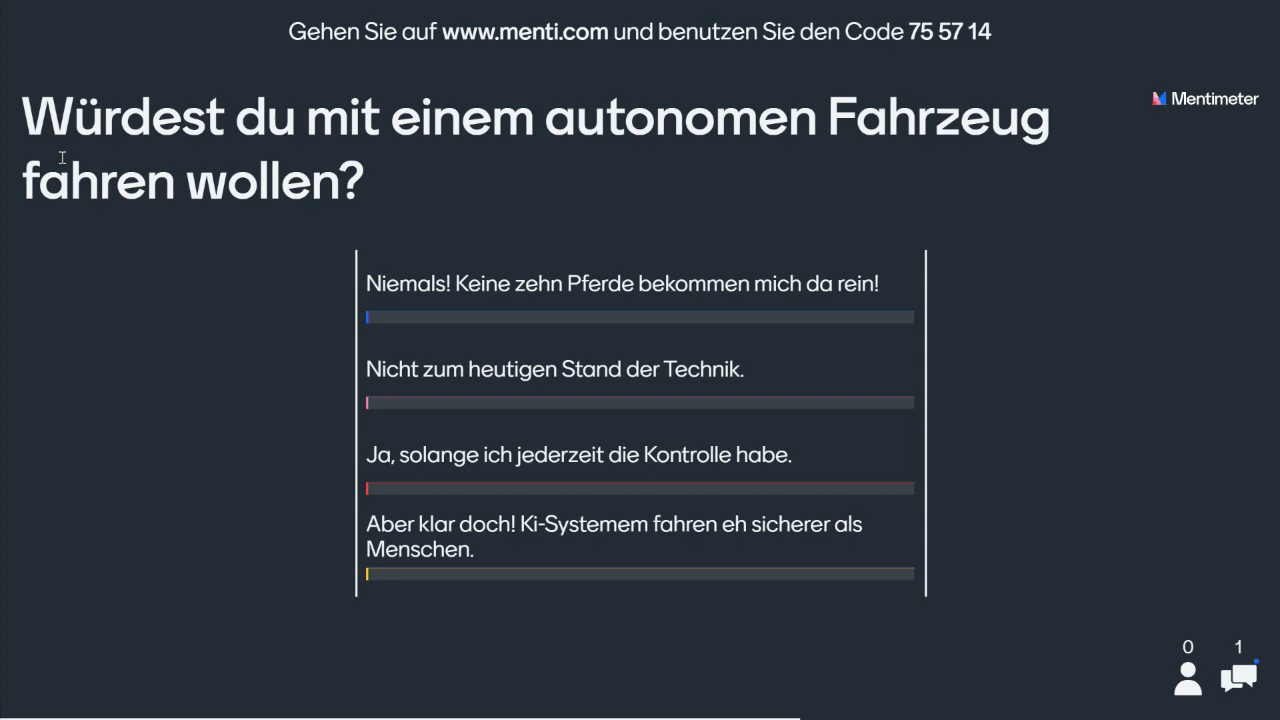 Gehen Sie auf www.menti.com und benutzen Sie den Code 75 57 14
Würdest du mit einem autonomen Fahrzeug
fahren wollen?
Mentimeter
Niemals! Keine zehn Pferde bekommen mich da rein!
Nicht zum heutigen Stand der Technik.
Ja, solange ich jederzeit die Kontrolle habe.
Aber klar doch! Ki-Systemem fahren eh sicherer als
Menschen.
0 1